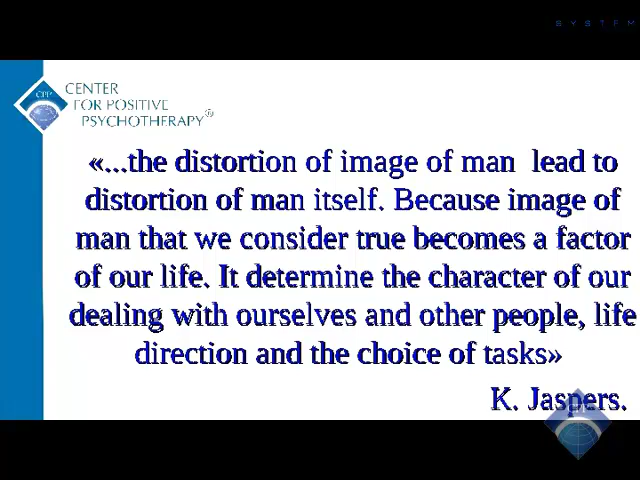 SYSTEM
CPP
CENTER
FOR POSITIVE
PSYCHOTHERAPY®
«...the distortion of image of man lead to
distortion of man itself. Because image of
man that we consider true becomes a factor
of our life. It determine the character of our
dealing with ourselves and other people, life
direction and the choice of tasks»
K. Jaspers.